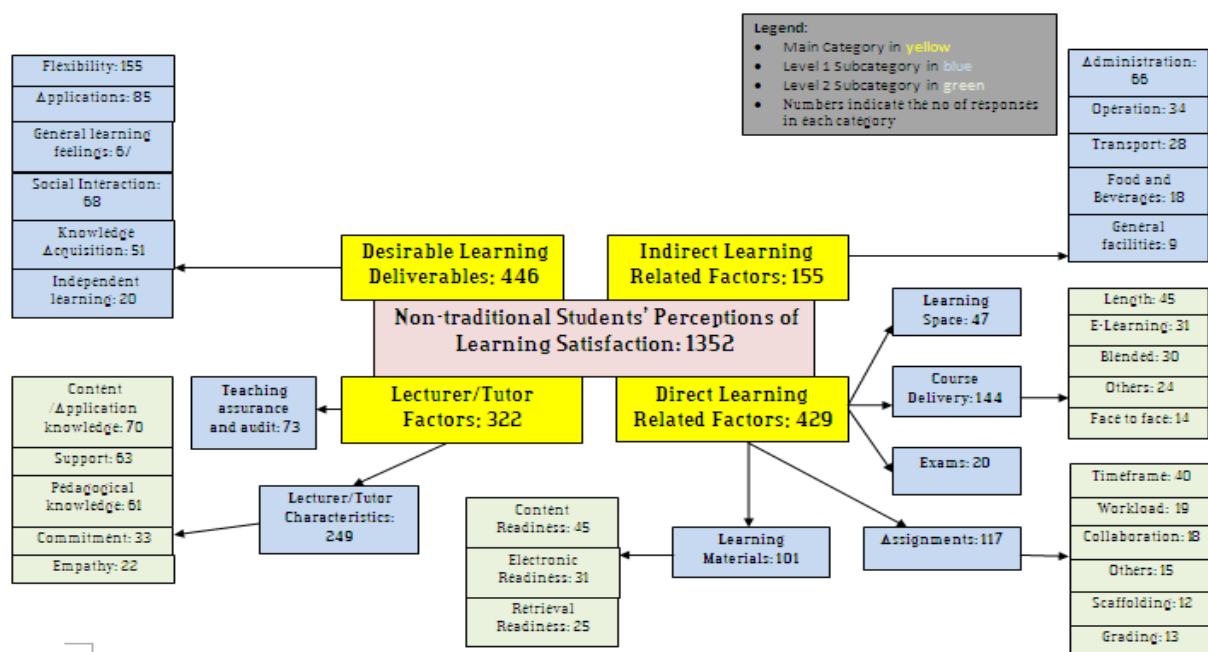 Legend:
• Main Category in yellow
• Level 1 Subcategory in blue
• Level 2 Subcategory in green
• Numbers indicate the no of responses
in each category
Flexibility: 155
Applications: 85
General learning
feelings: 67
Social Interaction:
68
Knowledge
Acquisition: 51
Independent
learning: 20
Desirable Learning
Deliverables: 446
Indirect Learning
Related Factors: 155
Administration:
66
Operation: 34
Transport: 28
Food and
Beverages: 18
General
facilities: 9
Non-traditional Students' Perceptions of
Learning Satisfaction: 1352
Lecturer/Tutor
Factors: 322
Direct Learning
Related Factors: 429
Teaching
assurance
and audit: 73
Lecturer/Tutor
Characteristics:
249
Content
/Application
knowledge: 70
Support: 63
Pedagogical
knowledge: 61
Commitment: 33
Empathy: 22
Learning
Space: 47
Course
Delivery: 144
Exams: 20
Length: 45
E-Learning: 31
Blended: 30
Others: 24
Face to face: 14
Content
Readiness: 45
Electronic
Readiness: 31
Retrieval
Readiness: 25
Learning
Materials: 101
Assignments: 117
Timeframe: 40
Workload: 19
Collaboration: 18
Others: 15
Scaffolding: 12
Grading: 13